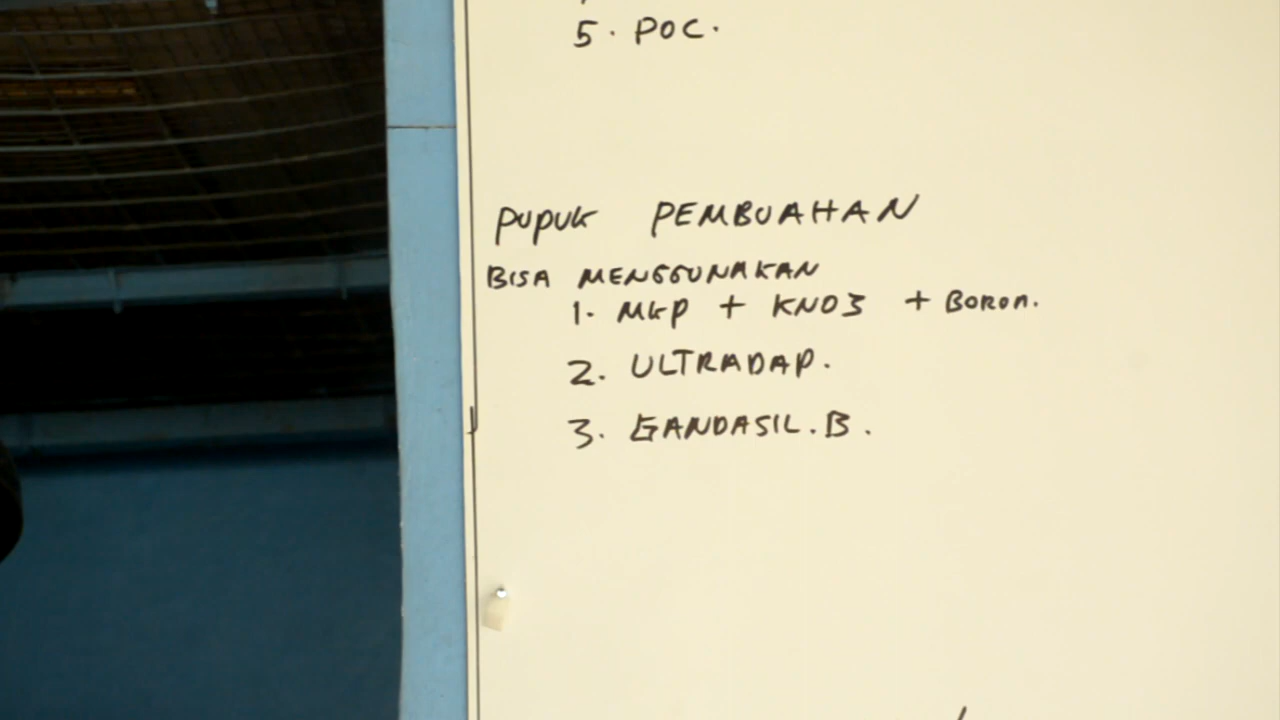 5. POC.
PUPUK PEMBUAHAN
BISA MENGGUNAKAN
1. MKP + KNO3 + BORON.
2. ULTRADAP.
3. GANDASIL.B.